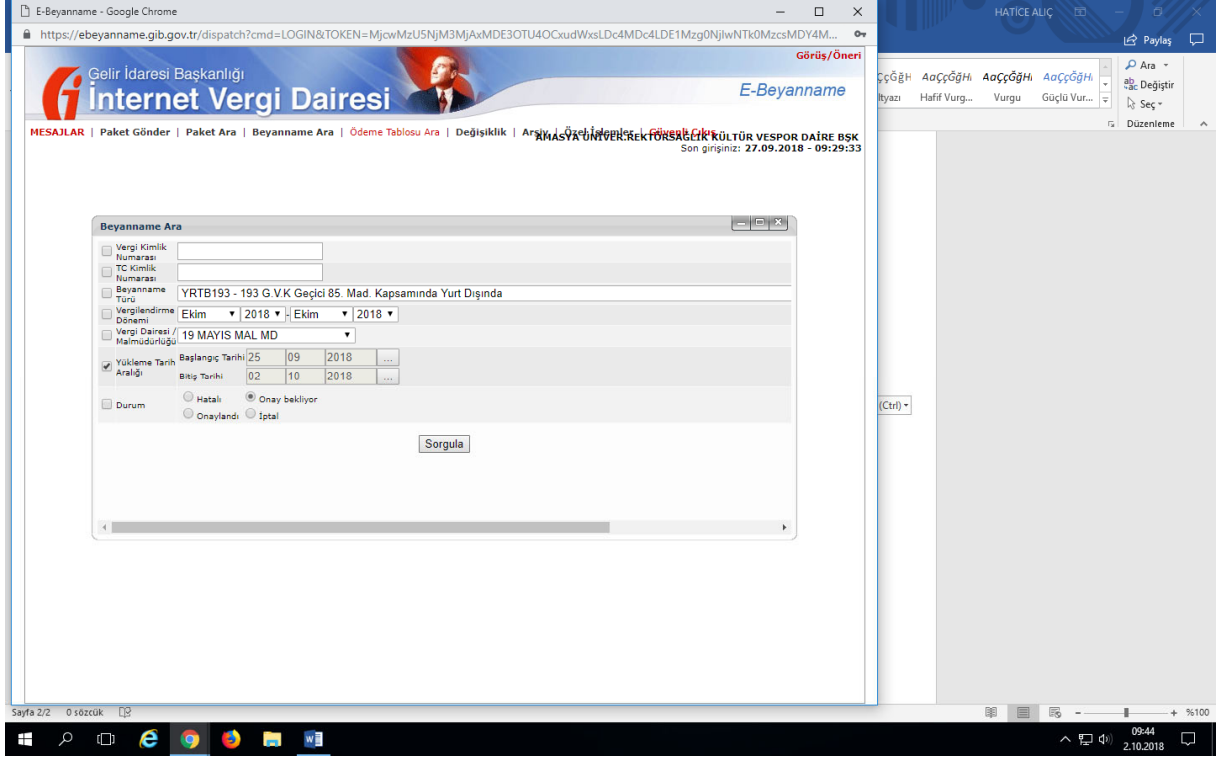 E-Beyanname - Google Chrome
https://ebeyanname.gib.gov.tr/dispatch?cmd=LOGIN&TOKEN=MjcwMzU5NjM3MjAxMDE3OTU4OCxudWxsLDc4MDc4LDE1Mzg0NjIwNTk0MzcsMDY4M...
HATİCE ALIÇ
Paylaş
Görüş/Öneri
Gelir İdaresi Başkanlığı
İnternet Vergi Dairesi
E-Beyanname
AaÇçĞğHı AaÇçĞğHı AaÇçĞğHı
Hafif Vurg... Vurgu Güçlü Vur...
Ara
Değiştir
Seç
Düzenleme
MESAJLAR | Paket Gönder | Paket Ara | Beyanname Ara | Ödeme Tablosu Ara | Değişiklik | Arşiv | Özel İşlemler | Güvenli Çıkış
AMASYA ÜNİVER.REKTÖRSAĞLIK KÜLTÜR VESPOR DAİRE BŞK
Son girişiniz: 27.09.2018 - 09:29:33
Beyanname Ara
Vergi Kimlik Numarası
TC Kimlik Numarası
Beyanname Türü YRTB193 - 193 G.V.K Geçici 85. Mad. Kapsamında Yurt Dışında
Vergilendirme Dönemi Ekim 2018 - Ekim 2018
Vergi Dairesi / Malmüdürlüğü 19 MAYIS MAL MD
Yükleme Tarih Aralığı
Başlangıç Tarihi 25 09 2018 ...
Bitiş Tarihi 02 10 2018 ...
Durum
Hatalı Onay bekliyor
Onaylandı İptal
Sorgula
(Ctrl)
Sayfa 2/2 0 sözcük
%100
09:44
2.10.2018